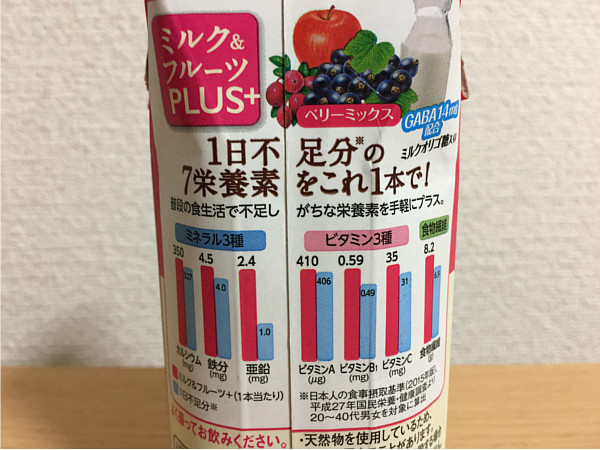 ミルク&
フルーツ
PLUS+
ベリーミックス
GABA14mg
配合
ミルクオリゴ糖入り
1日不足分※の
7栄養素をこれ1本で!
普段の食生活で不足しがちな栄養素を手軽にプラス。
ミネラル3種
ビタミン3種
食物繊維
350 4.5 2.4 410 0.59 35 8.2
327 4.0 1.0 406 0.49 31 6.9
カルシウム 鉄分 亜鉛 ビタミンA ビタミンB1 ビタミンC 食物繊維
(mg) (mg) (mg) (μg) (mg) (mg) (g)
ミルク&フルーツ+(1本当たり)
1日不足分※
※日本人の食事摂取基準(2015年版)、
平成27年国民栄養・健康調査より
20～40代男女を対象に算出
よく振ってお飲みください。
・天然物を使用しているため、